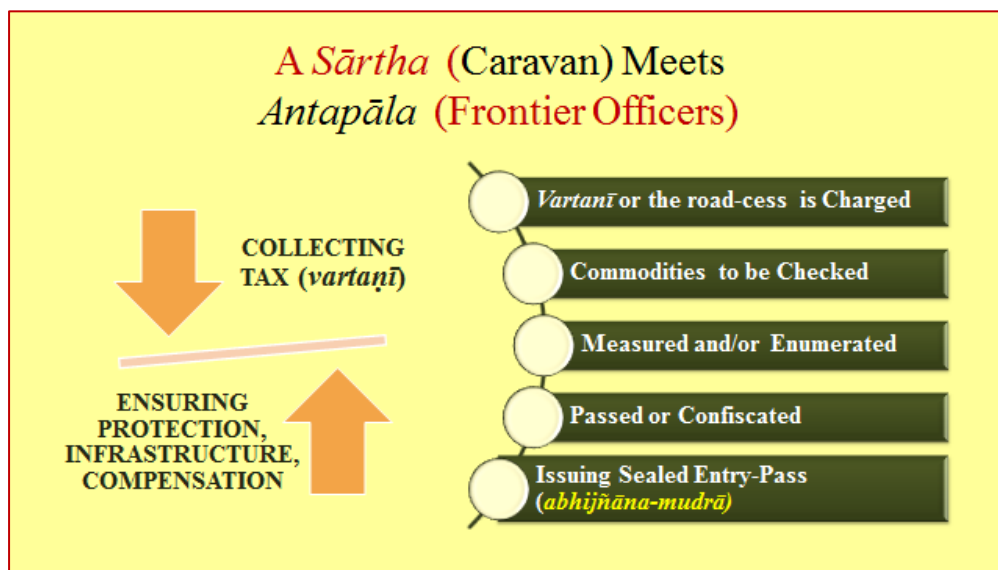 A Sārtha (Caravan) Meets
Antapāla (Frontier Officers)
COLLECTING
TAX (vartaṇī)
ENSURING
PROTECTION,
INFRASTRUCTURE,
COMPENSATION
Vartanī or the road-cess is Charged
Commodities to be Checked
Measured and/or Enumerated
Passed or Confiscated
Issuing Sealed Entry-Pass
(abhijñāna-mudrā)